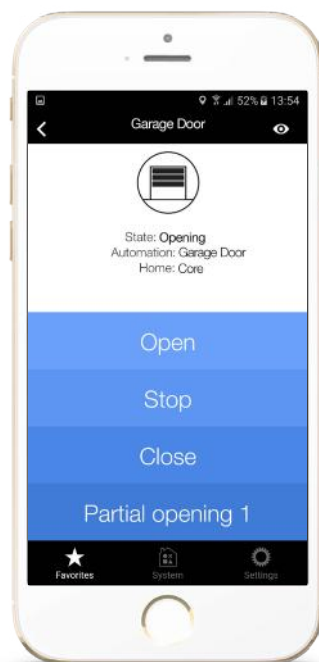 52% 13:54
Garage Door
State: Opening
Automation: Garage Door
Home: Core
Open
Stop
Close
Partial opening 1
Favorites System Settings